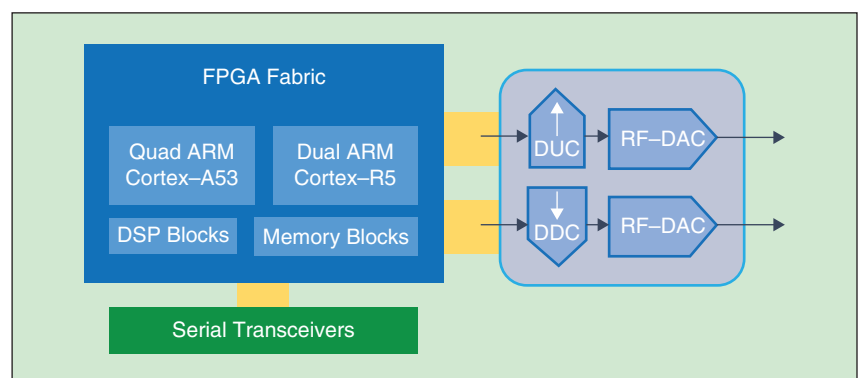 FPGA Fabric
Quad ARM
Cortex–A53
Dual ARM
Cortex–R5
DSP Blocks
Memory Blocks
Serial Transceivers
DUC
RF–DAC
DDC
RF–DAC